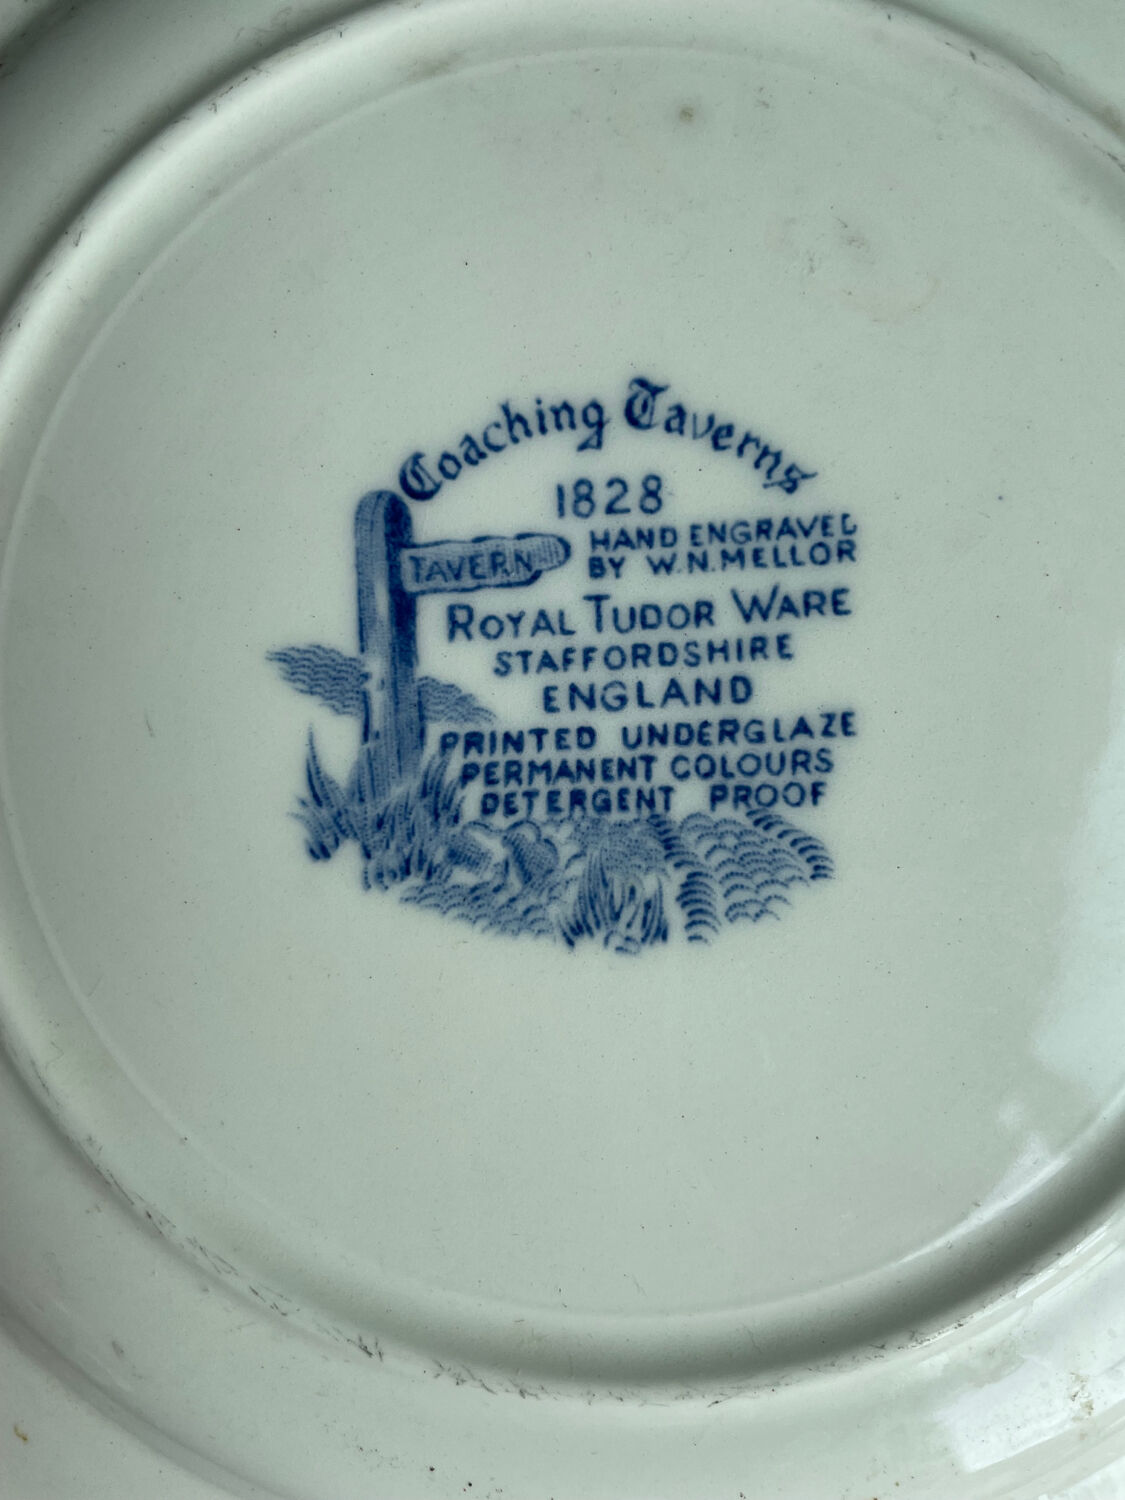 Coaching Taverns
1828
TAVERN
HAND ENGRAVED
BY W.N.MELLOR
ROYAL TUDOR WARE
STAFFORDSHIRE
ENGLAND
PRINTED UNDERGLAZE
PERMANENT COLOURS
DETERGENT PROOF